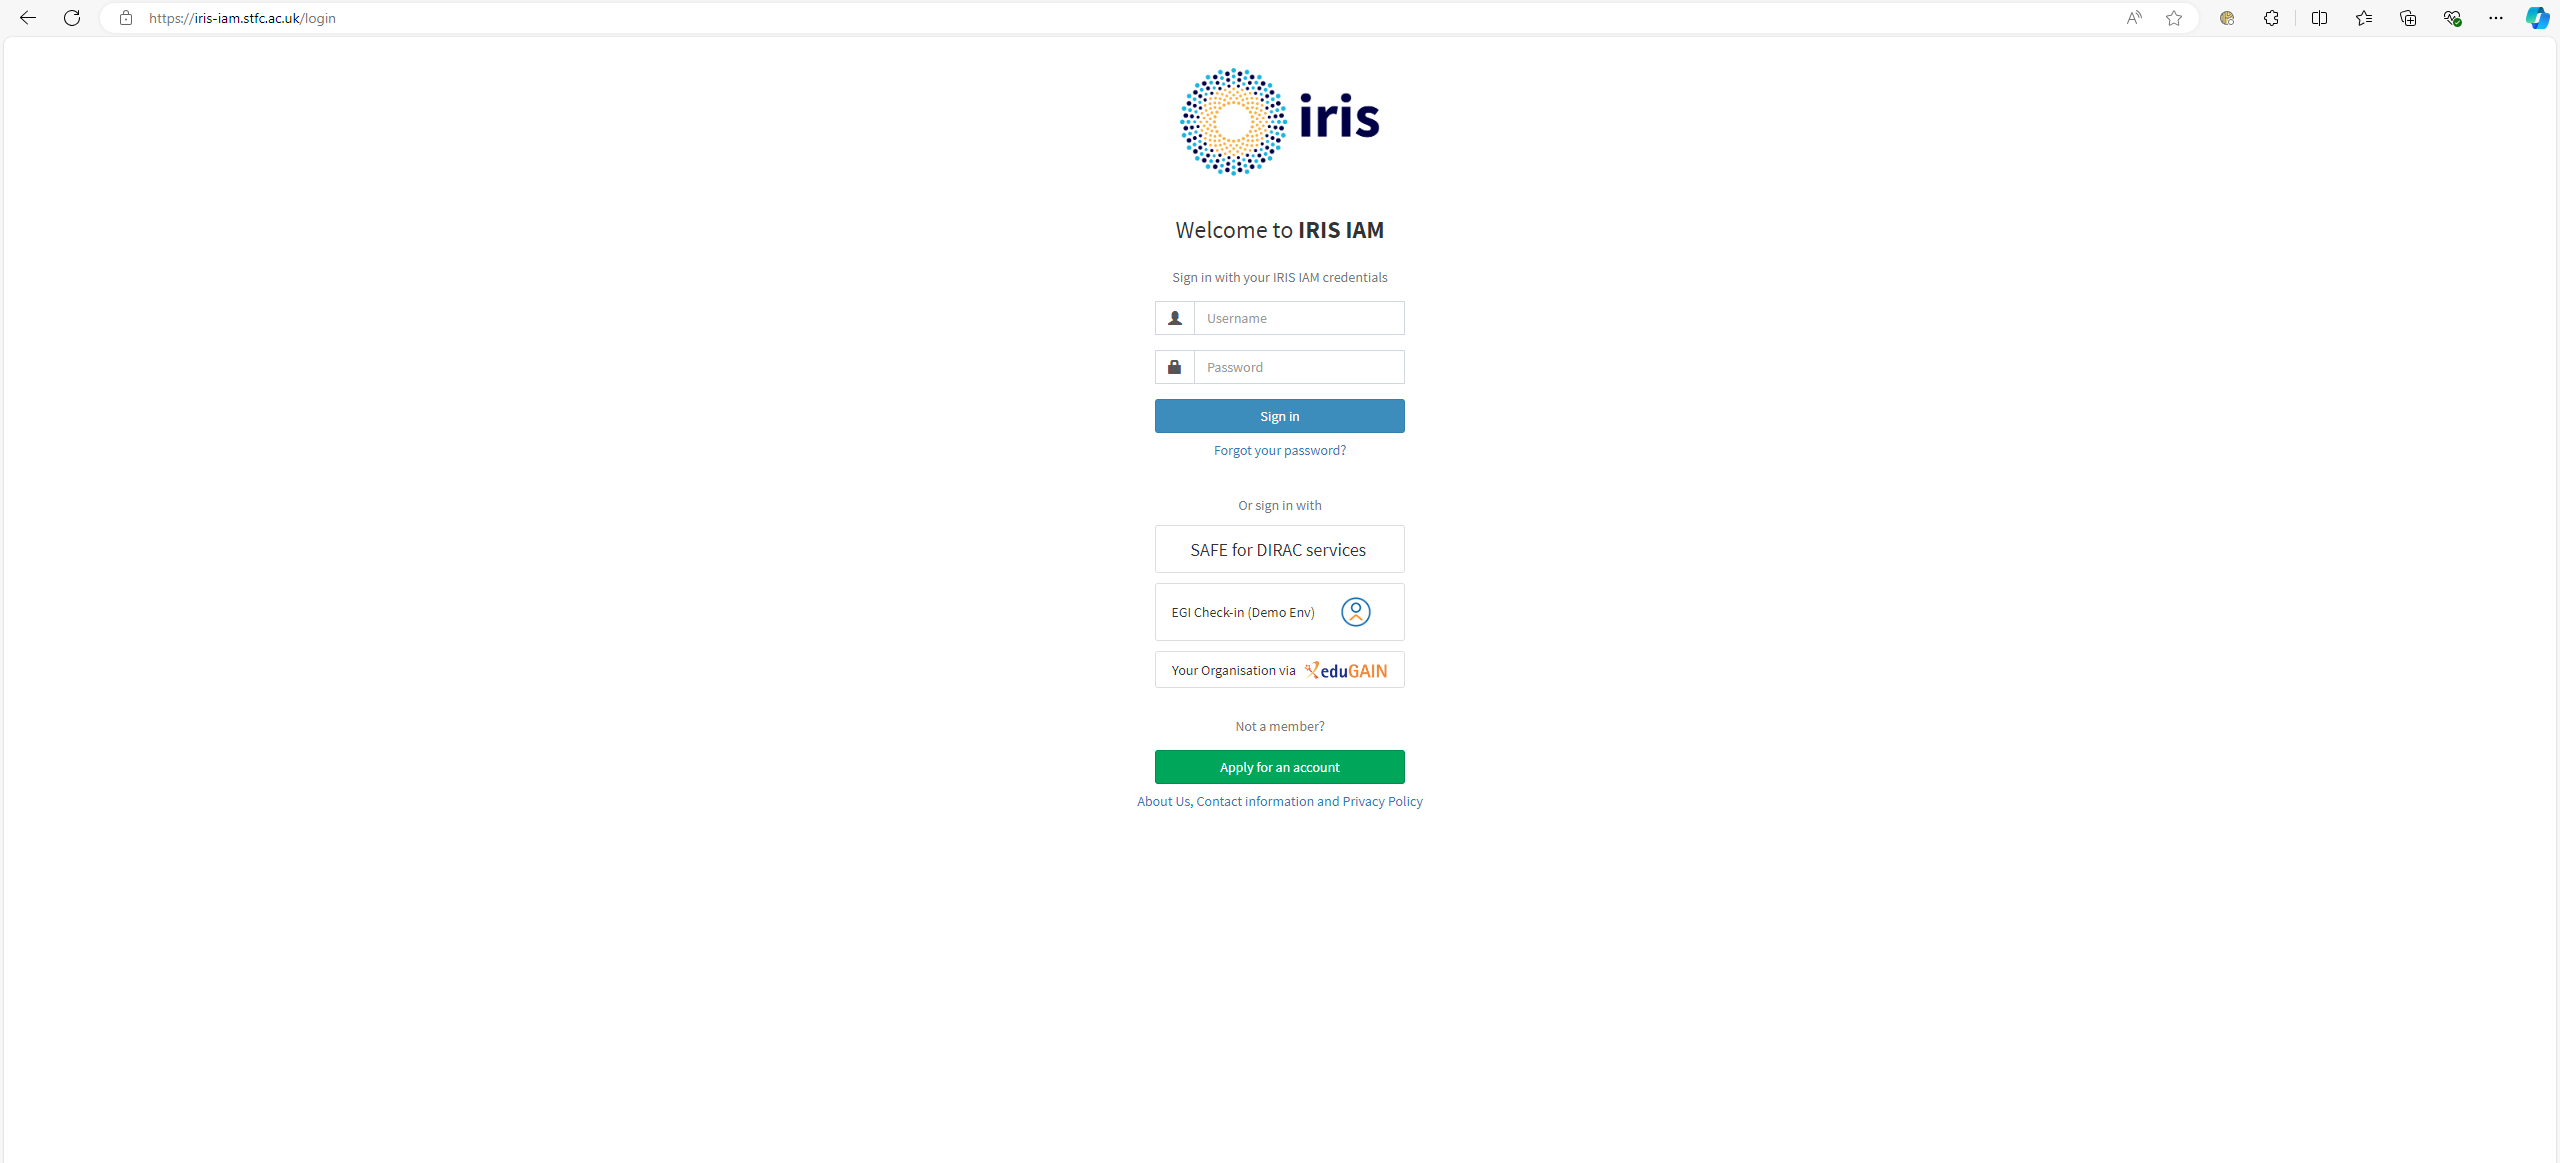 https://iris-iam.stfc.ac.uk/login
iris
Welcome to IRIS IAM
Sign in with your IRIS IAM credentials
Username
Password
Sign in
Forgot your password?
Or sign in with
SAFE for DIRAC services
EGI Check-in (Demo Env)
Your Organisation via eduGAIN
Not a member?
Apply for an account
About Us, Contact information and Privacy Policy